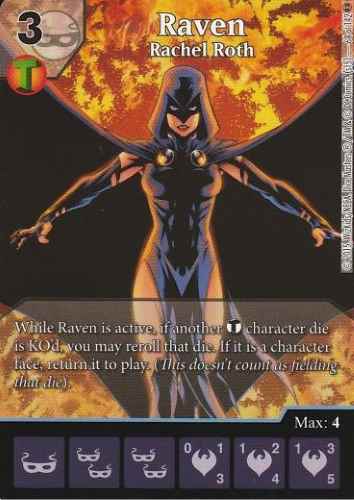 3
Raven
Rachel Roth
T
While Raven is active, if another T character die
is KOd, you may reroll that die. If it is a character
face, return it to play. (This doesn't count as fielding
that die).
Max: 4
0 1 1
1 2 3
3 4 5